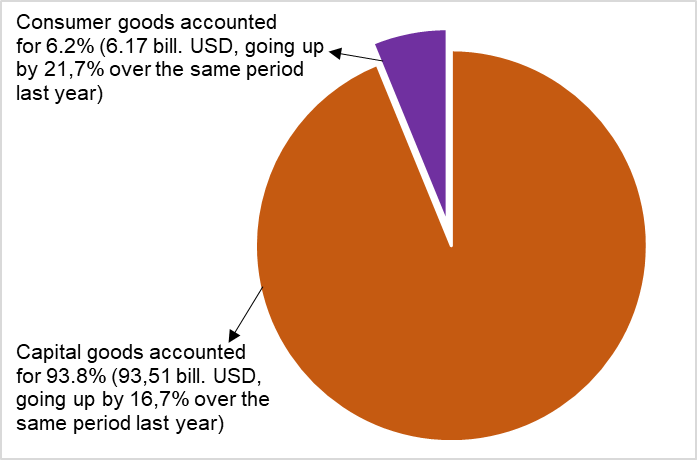 Consumer goods accounted
for 6.2% (6.17 bill. USD, going up
by 21,7% over the same period
last year)
Capital goods accounted
for 93.8% (93,51 bill. USD,
going up by 16,7% over the
same period last year)